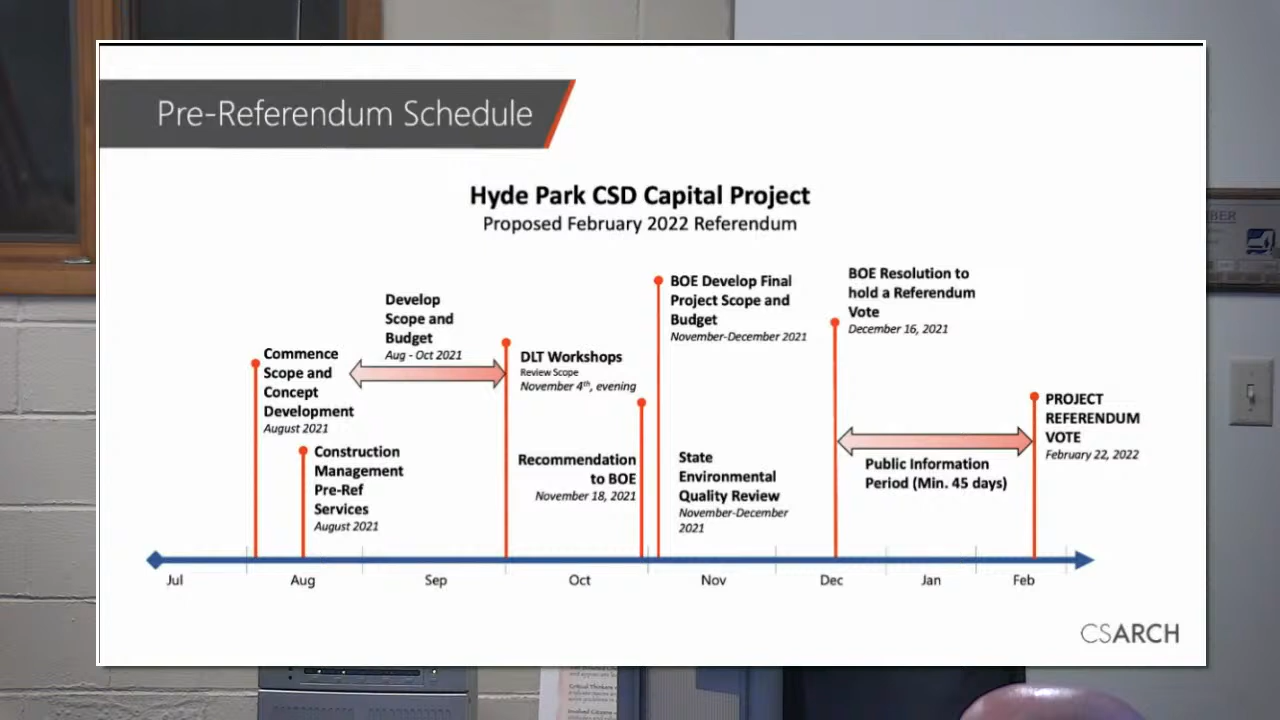 Pre-Referendum Schedule
Hyde Park CSD Capital Project
Proposed February 2022 Referendum
Commence
Scope and
Concept
Development
August 2021
Construction
Management
Pre-Ref
Services
August 2021
Develop
Scope and
Budget
Aug - Oct 2021
DLT Workshops
Review Scope
November 4th, evening
Recommendation
to BOE
November 18, 2021
BOE Develop Final
Project Scope and
Budget
November-December 2021
State
Environmental
Quality Review
November-December
2021
BOE Resolution to
hold a Referendum
Vote
December 16, 2021
Public Information
Period (Min. 45 days)
PROJECT
REFERENDUM
VOTE
February 22, 2022
Jul Aug Sep Oct Nov Dec Jan Feb
CSARCH